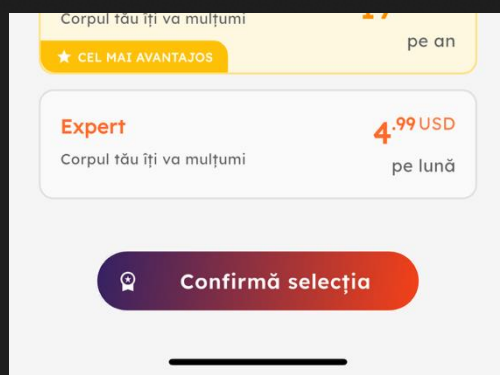 Corpul tău îți va mulțumi
pe an
CEL MAI AVANTAJOS
Expert
4.99 USD
Corpul tău îți va mulțumi
pe lună
Confirmă selecția